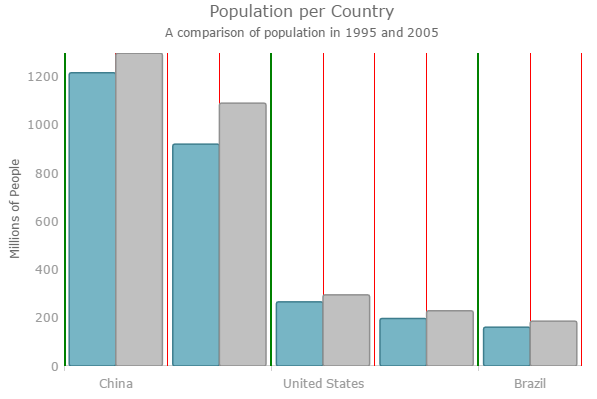 Population per Country
A comparison of population in 1995 and 2005
Millions of People
1200
1000
800
600
400
200
0
China
United States
Brazil